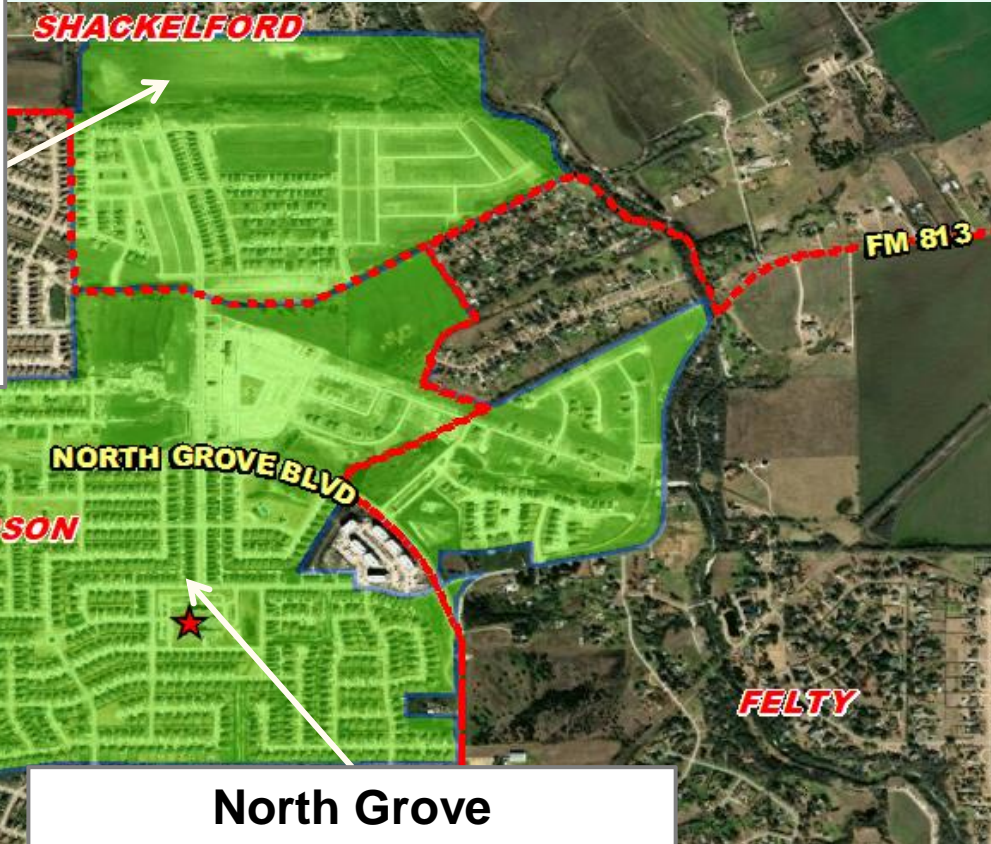 SHACKELFORD
FM 813
NORTH GROVE BLVD
SON
FELTY
North Grove